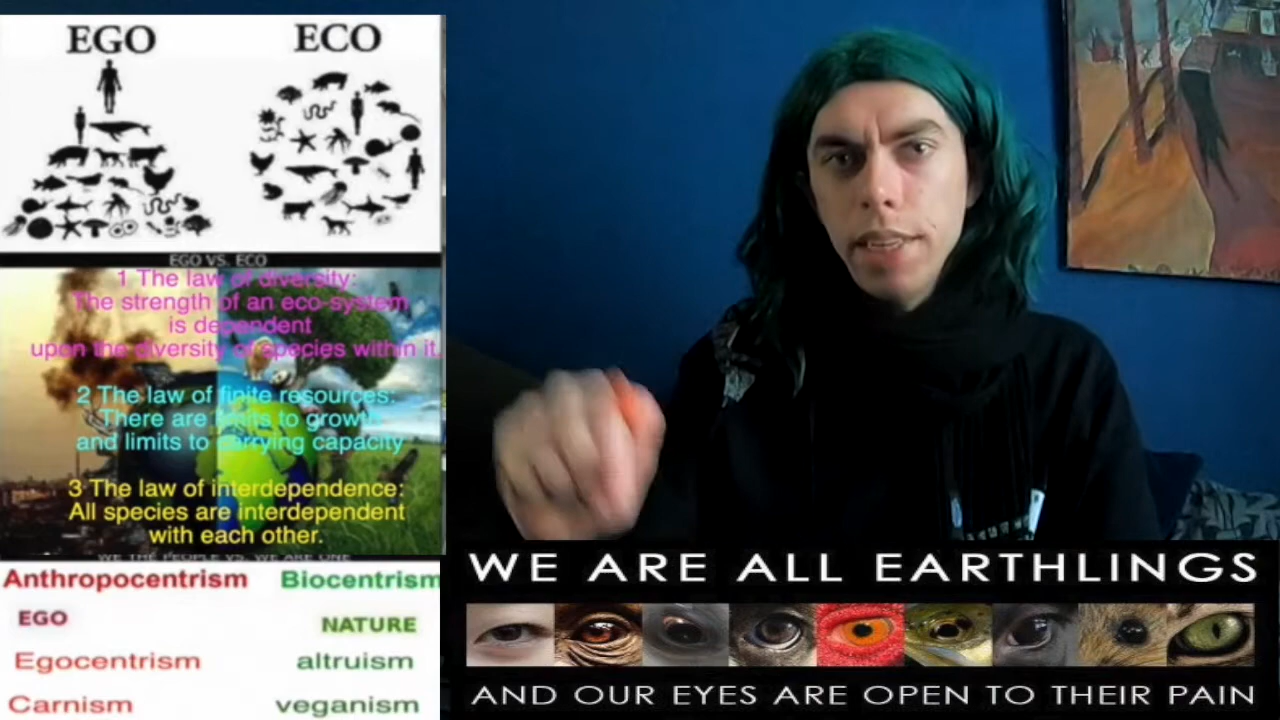 EGO ECO
EGO VS. ECO
1 The law of diversity:
The strength of an eco-system
is dependent
upon the diversity of species within it.
2 The law of finite resources:
There are limits to growth
and limits to carrying capacity
3 The law of interdependence:
All species are interdependent
with each other.
WE THE PEOPLE VS. WE ARE ONE
Anthropocentrism Biocentrism
EGO NATURE
Egocentrism altruism
Carnism veganism
WE ARE ALL EARTHLINGS
AND OUR EYES ARE OPEN TO THEIR PAIN